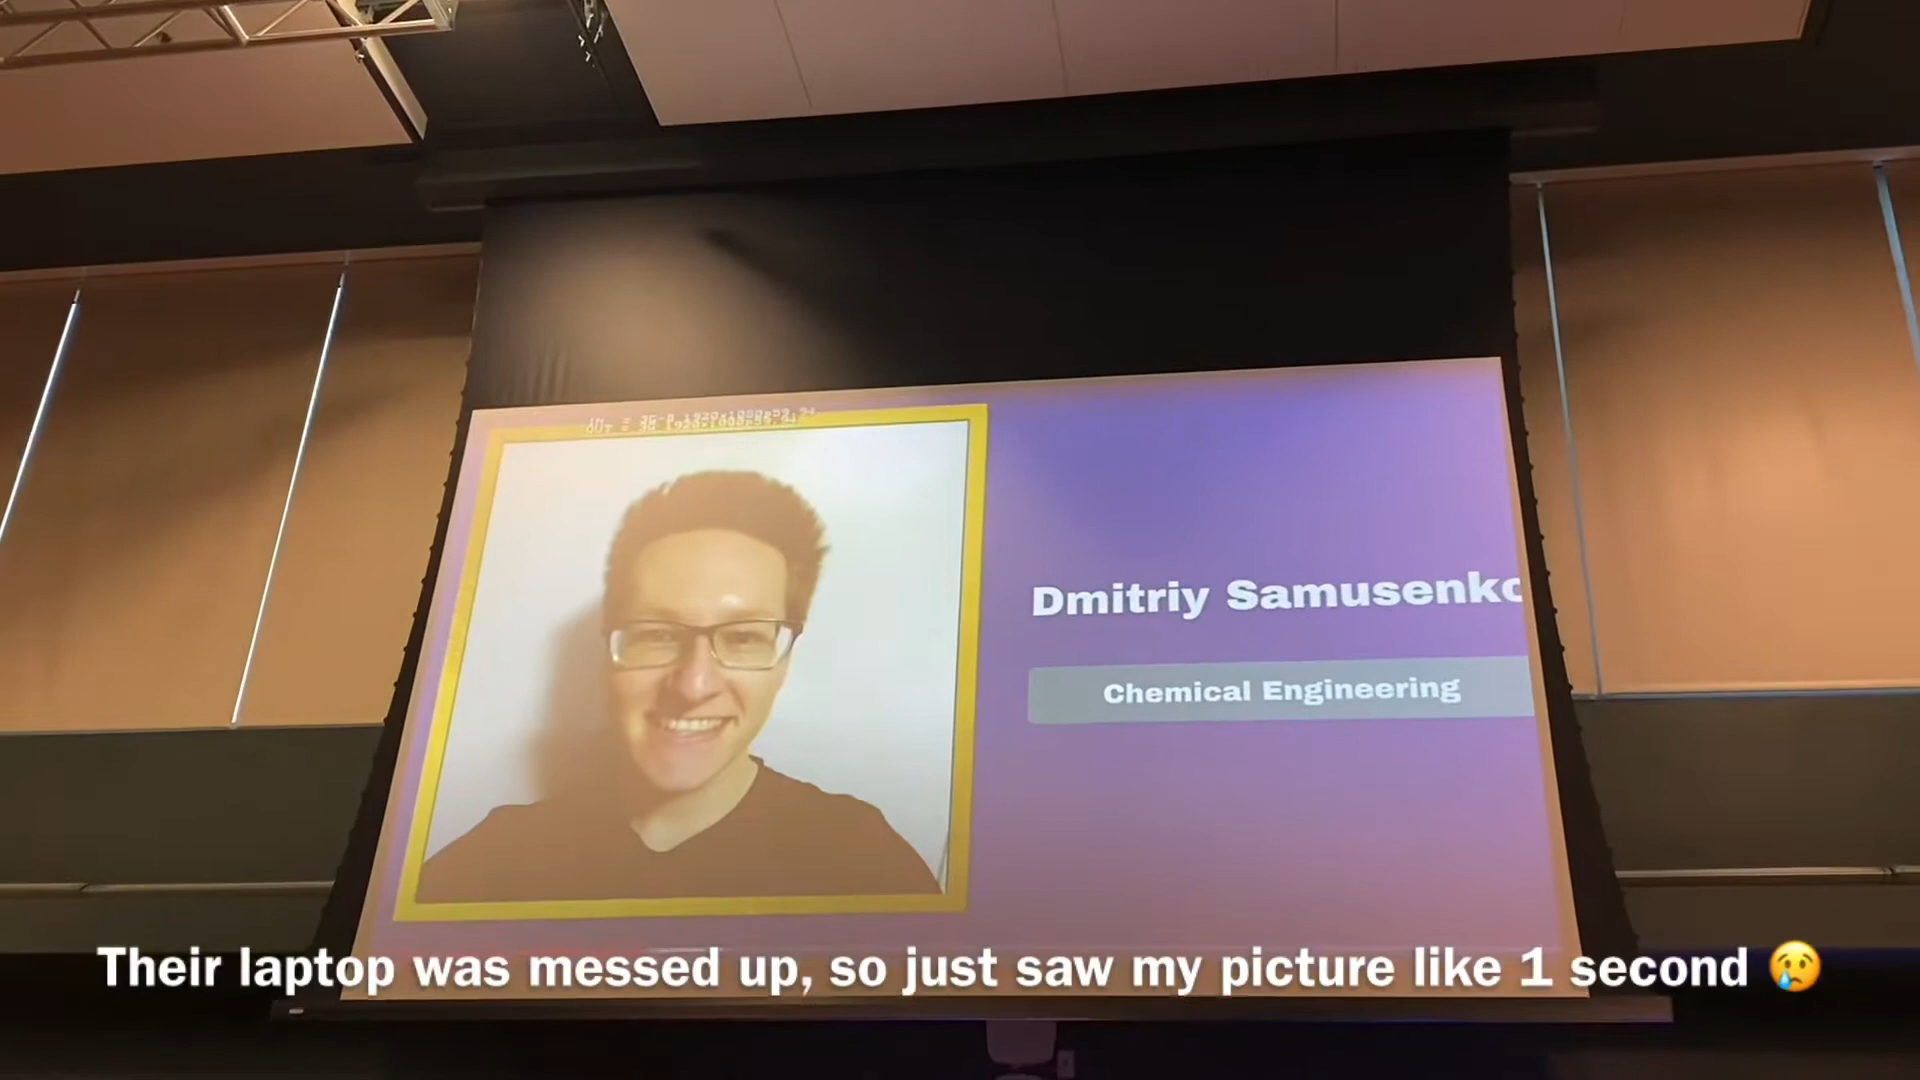 Dmitriy Samusenko
Chemical Engineering
Their laptop was messed up, so just saw my picture like 1 second 😢